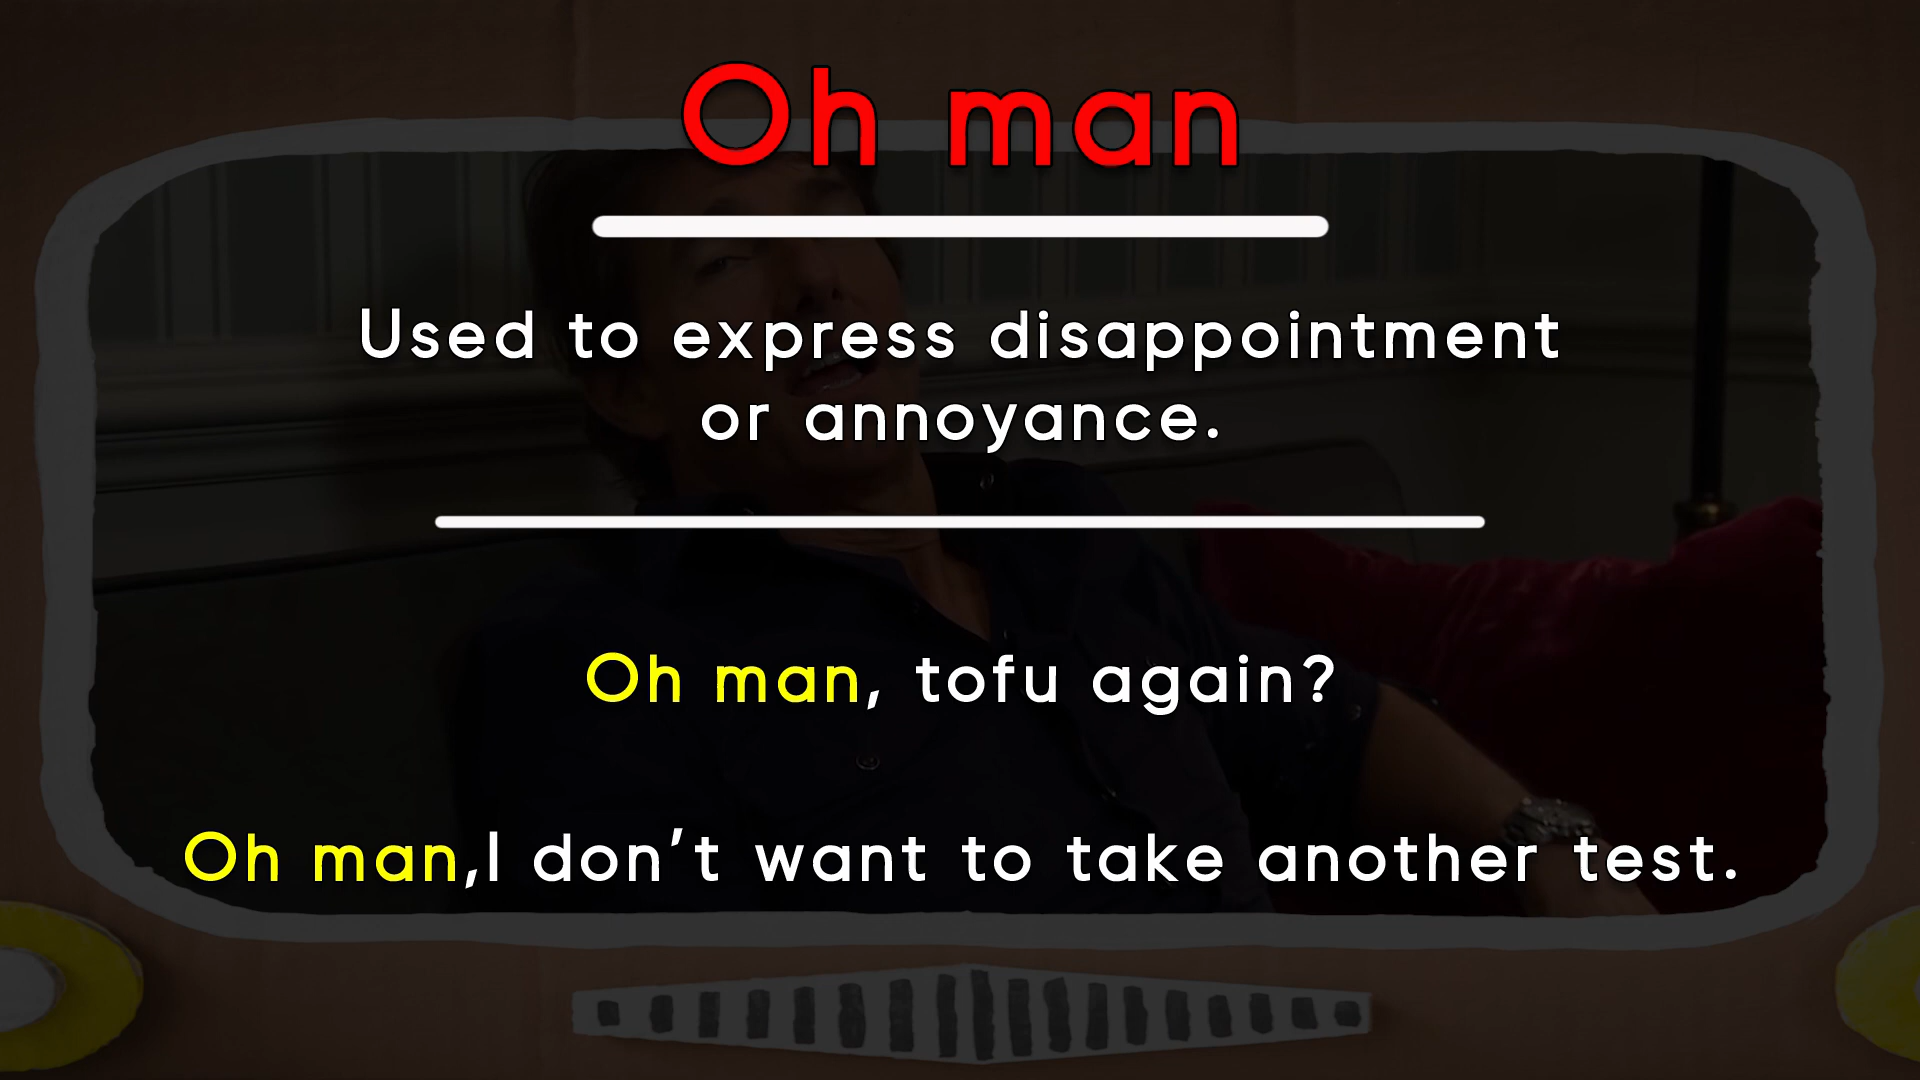 Oh man
Used to express disappointment
or annoyance.
Oh man, tofu again?
Oh man,I don't want to take another test.